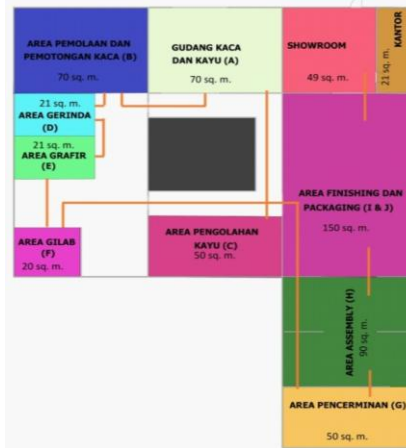 AREA PEMOLAAN DAN
PEMOTONGAN KACA (B)
70 sq. m.
GUDANG KACA
DAN KAYU (A)
70 sq. m.
SHOWROOM
49 sq. m.
KANTOR
21 sq. m.
21 sq. m.
AREA GERINDA
(D)
21 sq. m.
AREA GRAFIR
(E)
AREA FINISHING DAN
PACKAGING (I & J)
150 sq. m.
AREA GILAB
(F)
20 sq. m.
AREA PENGOLAHAN
KAYU (C)
50 sq. m.
AREA ASSEMBLY (H)
90 sq. m.
AREA PENCERMINAN (G)
50 sq. m.